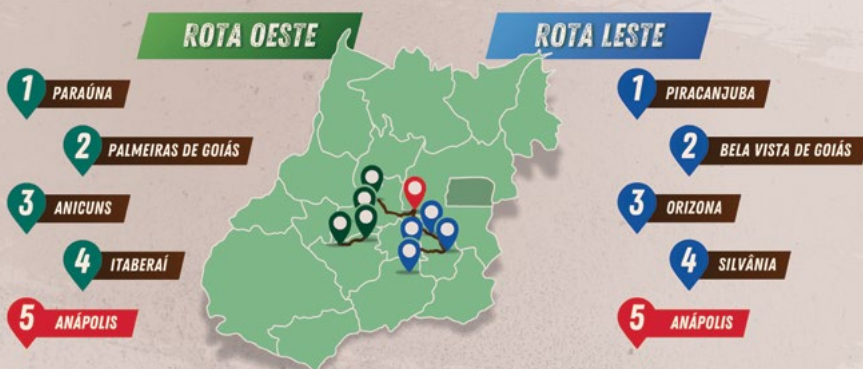 ROTA OESTE
1 PARAÚNA
2 PALMEIRAS DE GOIÁS
3 ANICUNS
4 ITABERAÍ
5 ANÁPOLIS
ROTA LESTE
1 PIRACANJUBA
2 BELA VISTA DE GOIÁS
3 ORIZONA
4 SILVÂNIA
5 ANÁPOLIS